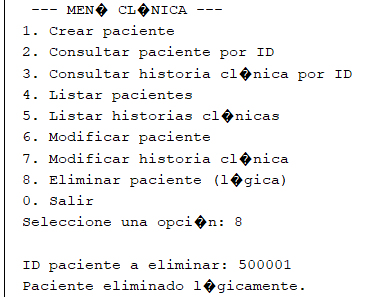 --- MEN� CL�NICA ---
1. Crear paciente
2. Consultar paciente por ID
3. Consultar historia cl�nica por ID
4. Listar pacientes
5. Listar historias cl�nicas
6. Modificar paciente
7. Modificar historia cl�nica
8. Eliminar paciente (l�gica)
0. Salir
Seleccione una opci�n: 8
ID paciente a eliminar: 500001
Paciente eliminado l�gicamente.